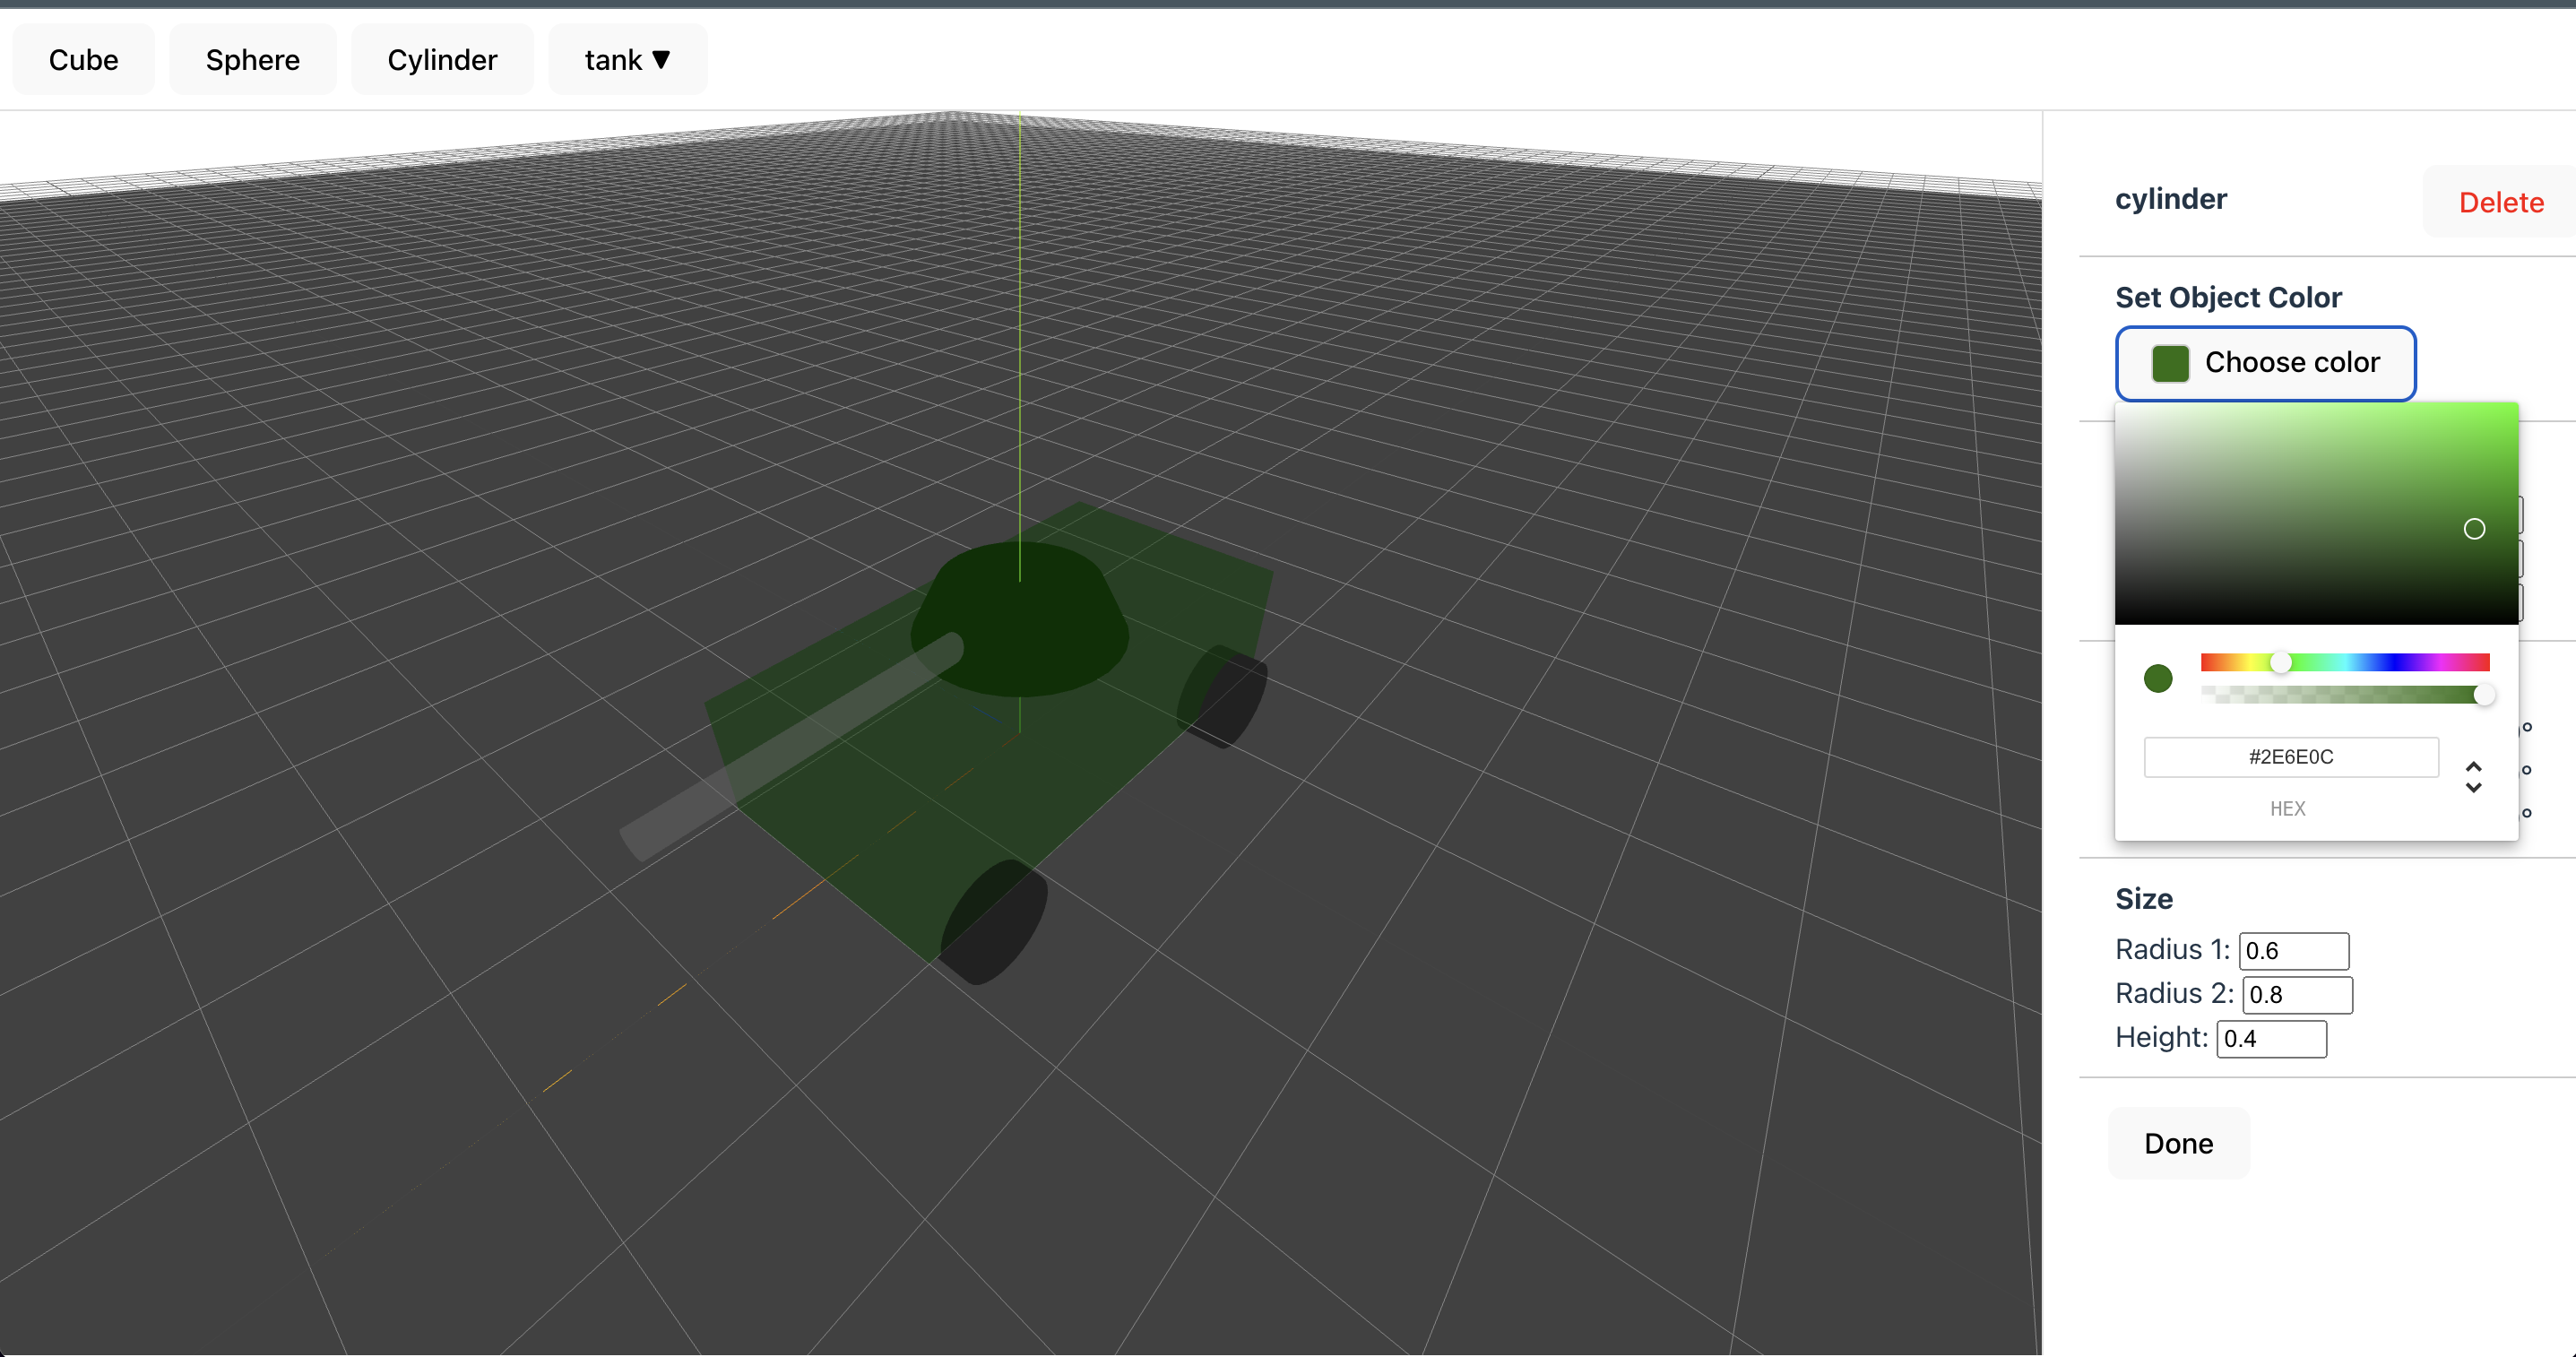 Cube
Sphere
Cylinder
tank ▼
cylinder
Delete
Set Object Color
Choose color
#2E6E0C
HEX
°
°
°
Size
Radius 1: 0.6
Radius 2: 0.8
Height: 0.4
Done